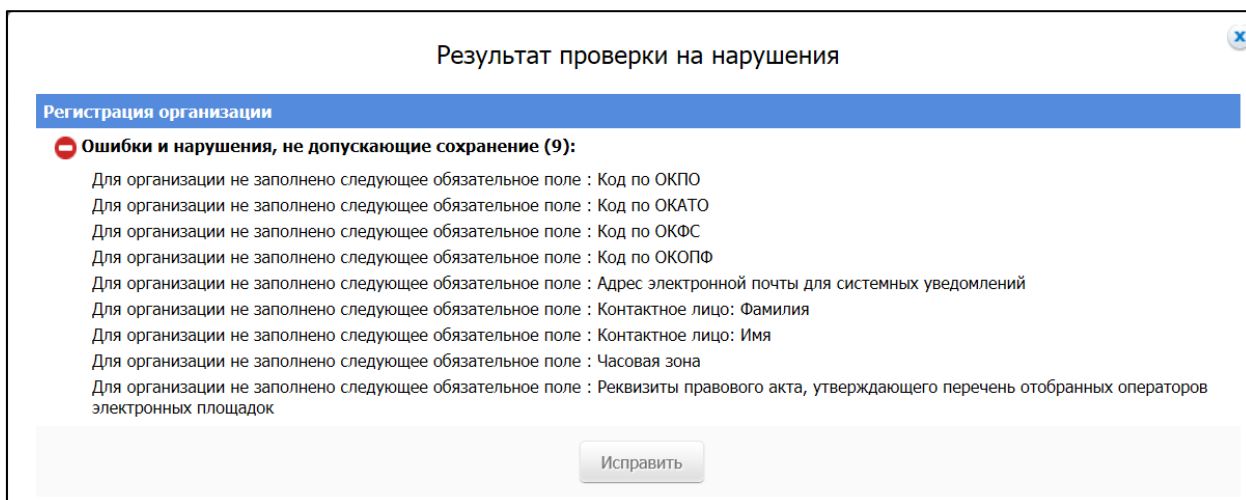 Результат проверки на нарушения
x
Регистрация организации
Ошибки и нарушения, не допускающие сохранение (9):
Для организации не заполнено следующее обязательное поле : Код по ОКПО
Для организации не заполнено следующее обязательное поле : Код по ОКАТО
Для организации не заполнено следующее обязательное поле : Код по ОКФС
Для организации не заполнено следующее обязательное поле : Код по ОКОПФ
Для организации не заполнено следующее обязательное поле : Адрес электронной почты для системных уведомлений
Для организации не заполнено следующее обязательное поле : Контактное лицо: Фамилия
Для организации не заполнено следующее обязательное поле : Контактное лицо: Имя
Для организации не заполнено следующее обязательное поле : Часовая зона
Для организации не заполнено следующее обязательное поле : Реквизиты правового акта, утверждающего перечень отобранных операторов
электронных площадок
Исправить